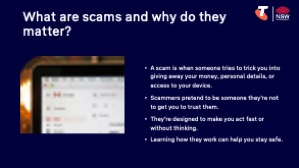 What are scams and why do they
matter?
NSW
• A scam is when someone tries to trick you into
giving away your money, personal details, or
access to your device.
• Scammers pretend to be someone they're not
to get you to trust them.
• They're designed to make you act fast or
without thinking.
• Learning how they work can help you stay safe.